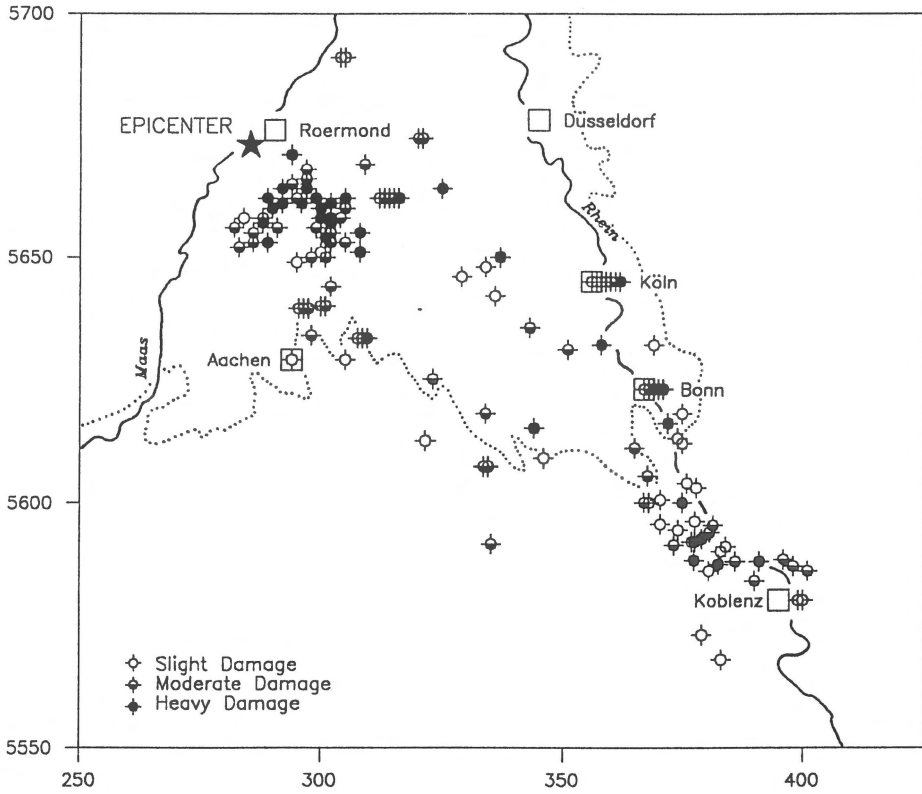 5700
EPICENTER
Roermond
Dusseldorf
Rhein
5650
Köln
Maas
Aachen
Bonn
5600
Koblenz
Slight Damage
Moderate Damage
Heavy Damage
5550
250
300
350
400